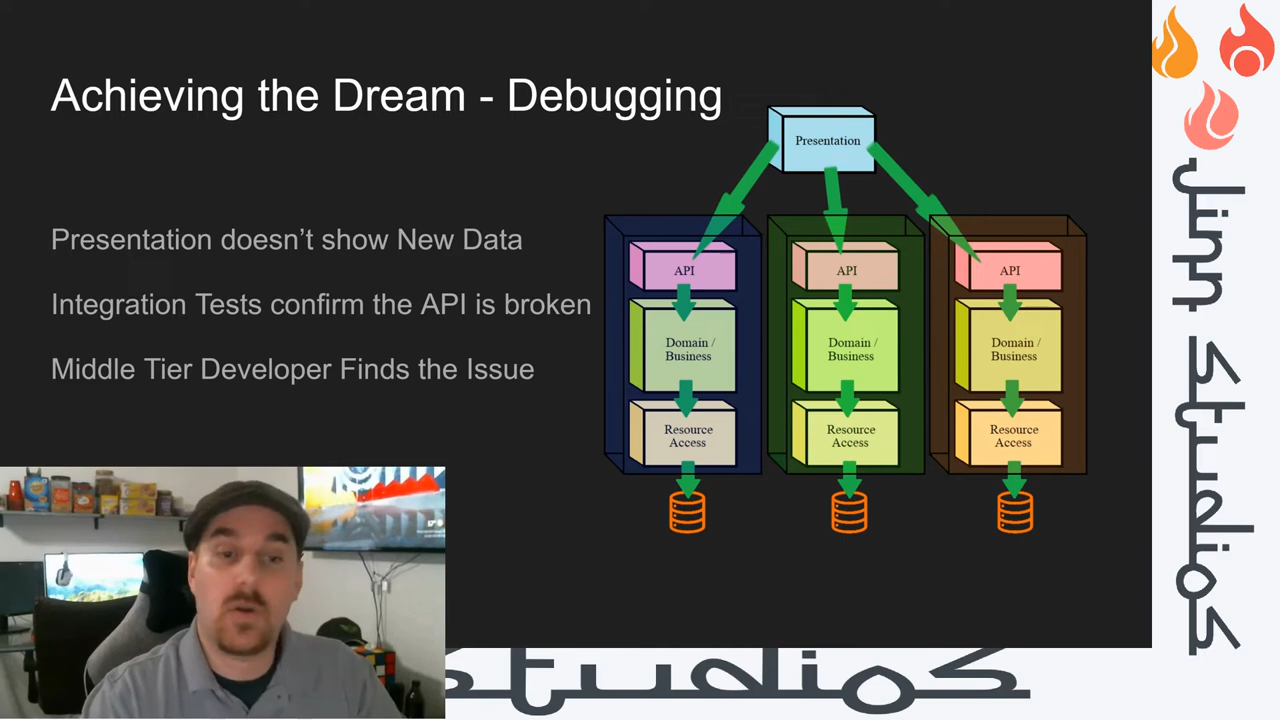 Achieving the Dream - Debugging
Presentation doesn't show New Data
Integration Tests confirm the API is broken
Middle Tier Developer Finds the Issue
Presentation
API
API
API
Domain /
Business
Domain /
Business
Domain /
Business
Resource
Access
Resource
Access
Resource
Access
Jinn Studios
Studios